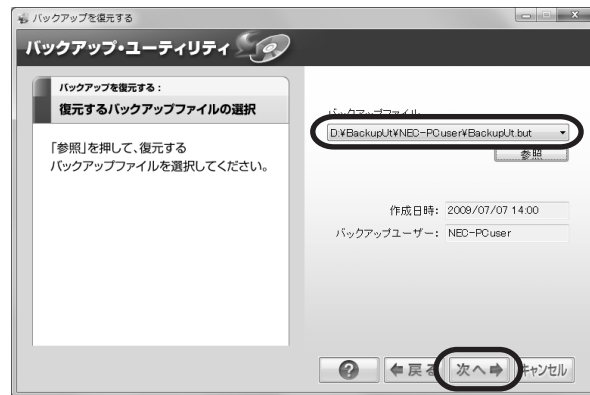 バックアップを復元する
バックアップ・ユーティリティ
バックアップを復元する：
復元するバックアップファイルの選択
「参照」を押して、復元する
バックアップファイルを選択してください。
バックアップファイル
D:¥BackupUt¥NEC-PCuser¥BackupUt.but
参照
作成日時： 2009/07/07 14:00
バックアップユーザー： NEC-PCuser
? 戻る 次へ キャンセル